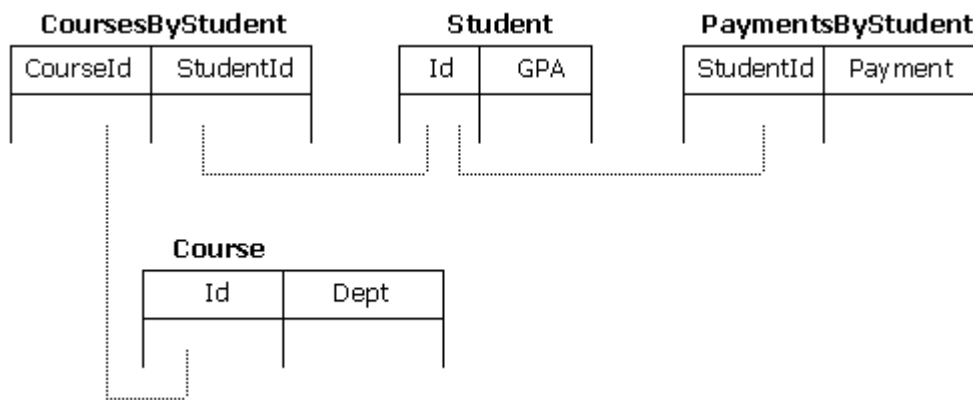 CoursesByStudent
CourseId StudentId
Student
Id GPA
PaymentsByStudent
StudentId Payment
Course
Id Dept